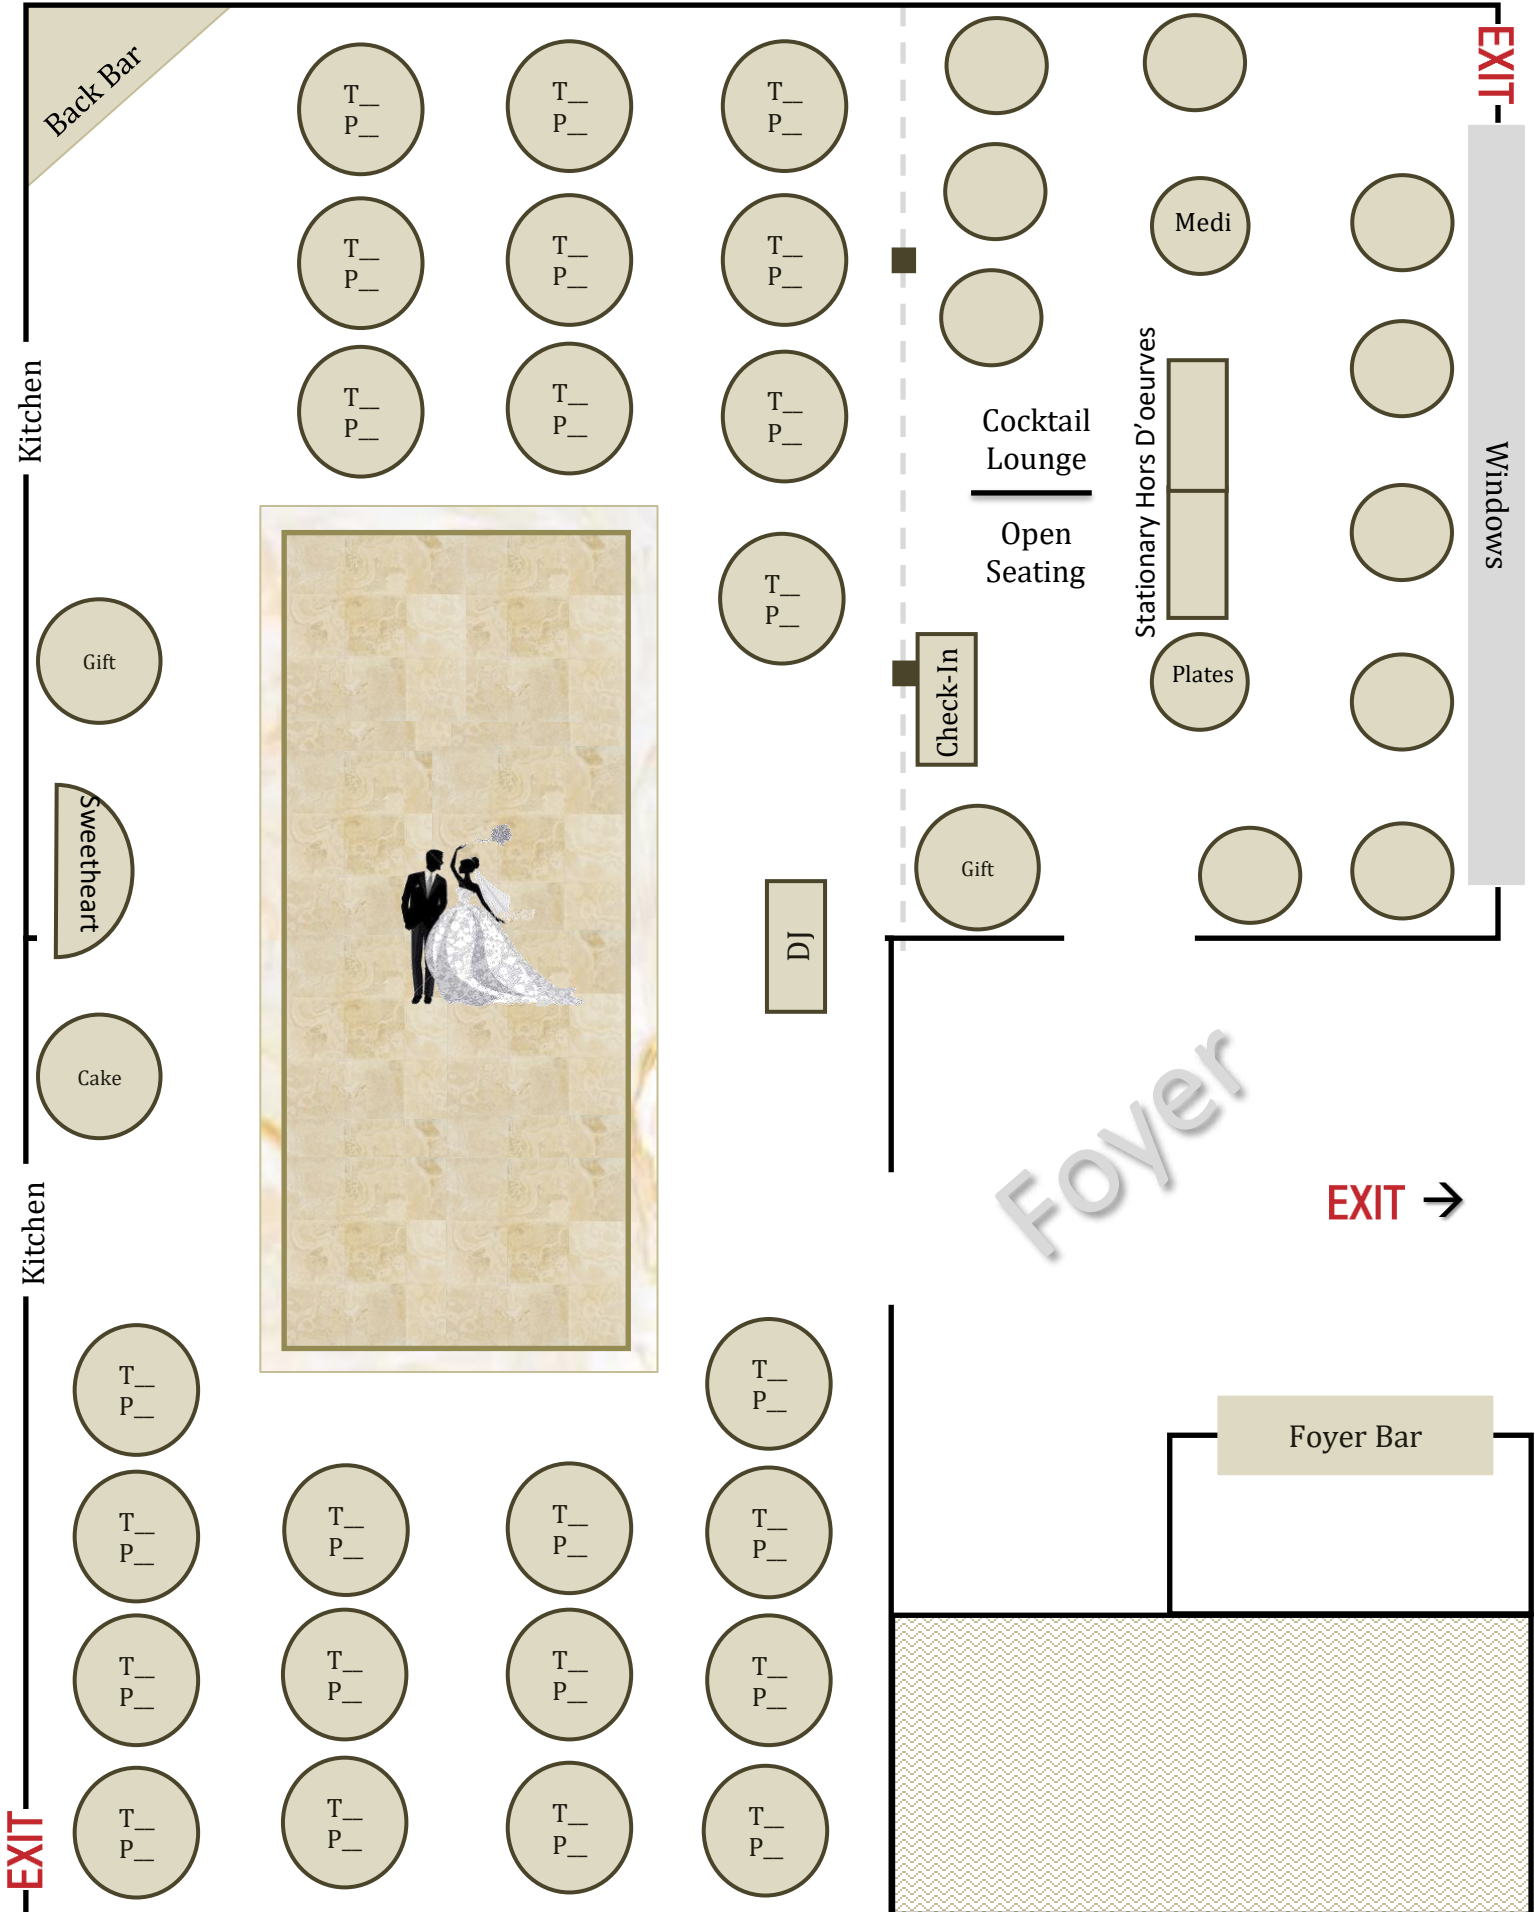 Back Bar
T__
P__
T__
P__
T__
P__
EXIT
T__
P__
T__
P__
T__
P__
Medi
T__
P__
T__
P__
T__
P__
Kitchen
Cocktail
Lounge
Open
Seating
Stationary Hors D’oeurves
Windows
T__
P__
Gift
Check-In
Plates
Sweetheart
Gift
DJ
Cake
Foyer
Kitchen
EXIT →
T__
P__
T__
P__
Foyer Bar
T__
P__
T__
P__
T__
P__
T__
P__
T__
P__
T__
P__
T__
P__
T__
P__
EXIT
T__
P__
T__
P__
T__
P__
T__
P__